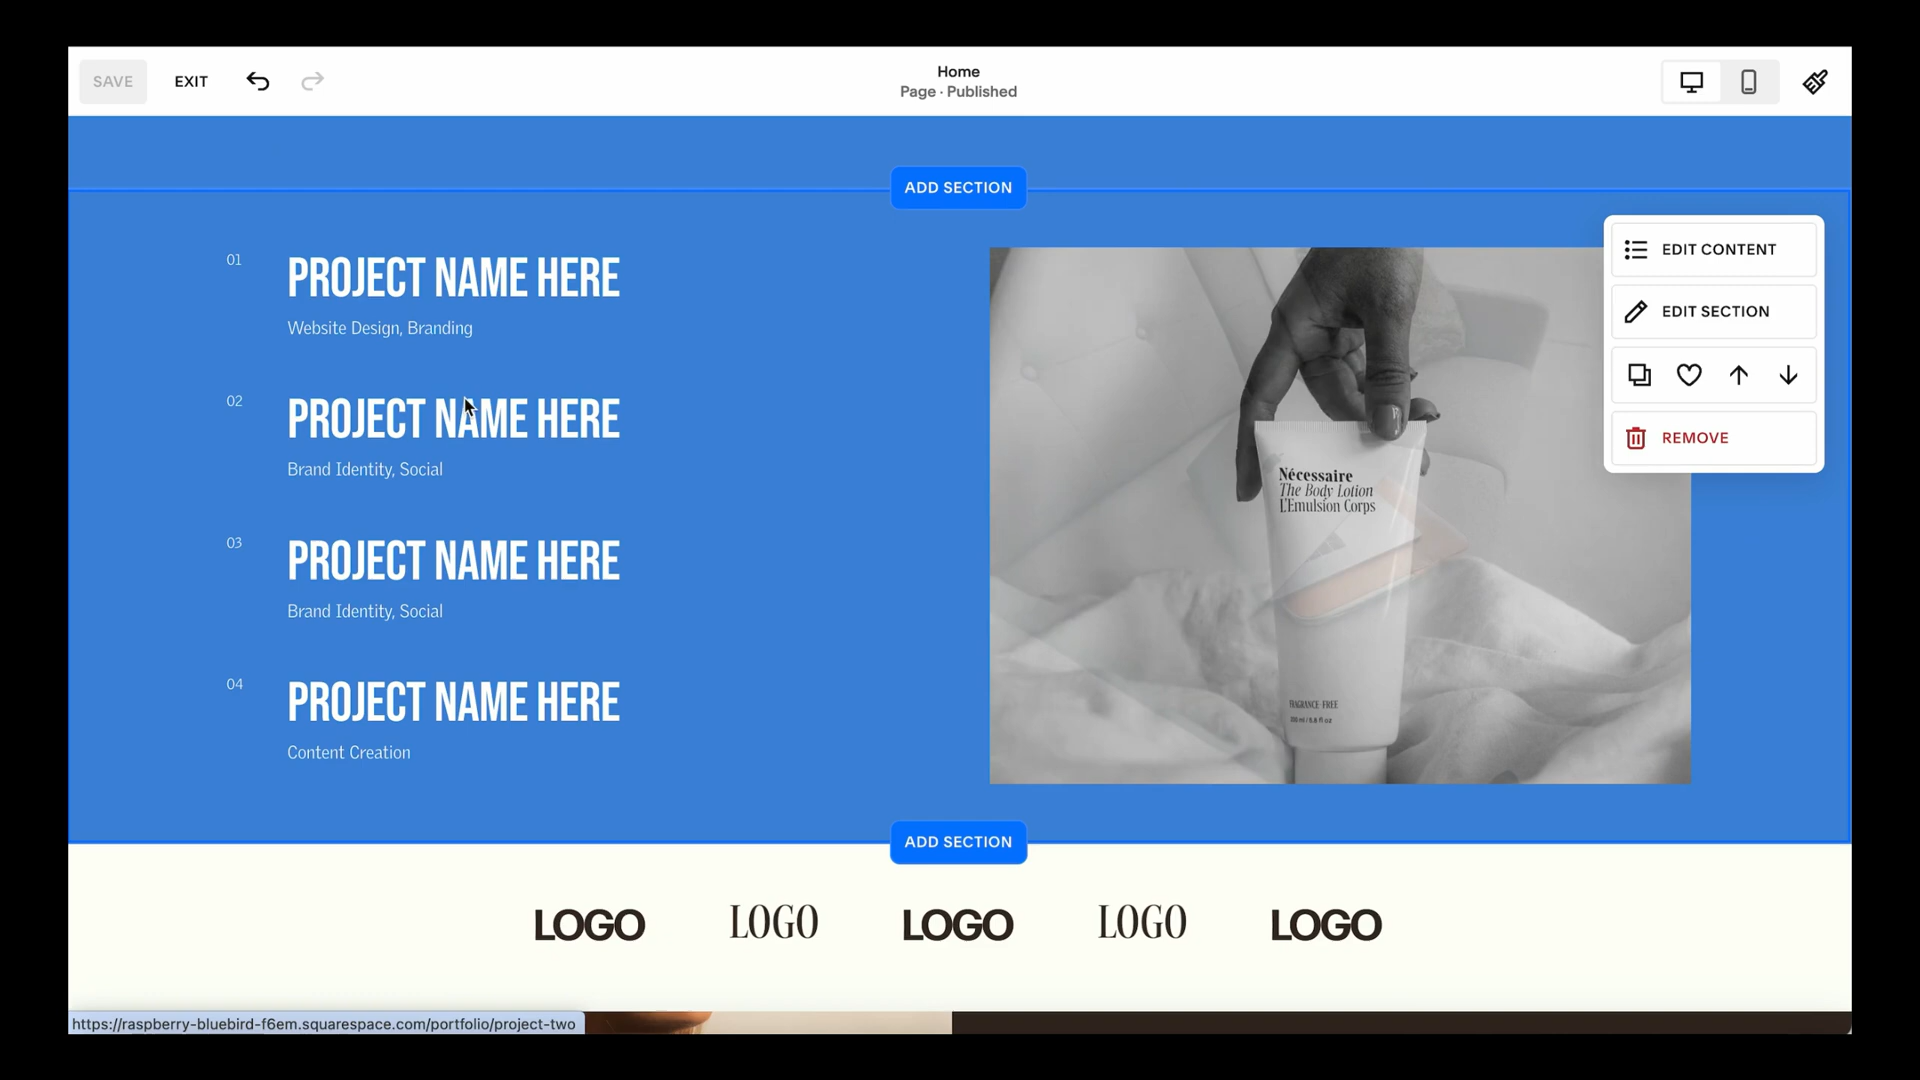 SAVE
EXIT
Home
Page · Published
ADD SECTION
EDIT CONTENT
EDIT SECTION
REMOVE
01
PROJECT NAME HERE
Website Design, Branding
02
PROJECT NAME HERE
Brand Identity, Social
03
PROJECT NAME HERE
Brand Identity, Social
04
PROJECT NAME HERE
Content Creation
Nécessaire
The Body Lotion
L'Emulsion Corps
FRAGRANCE-FREE
ADD SECTION
LOGO LOGO LOGO LOGO LOGO
https://raspberry-bluebird-f6em.squarespace.com/portfolio/project-two